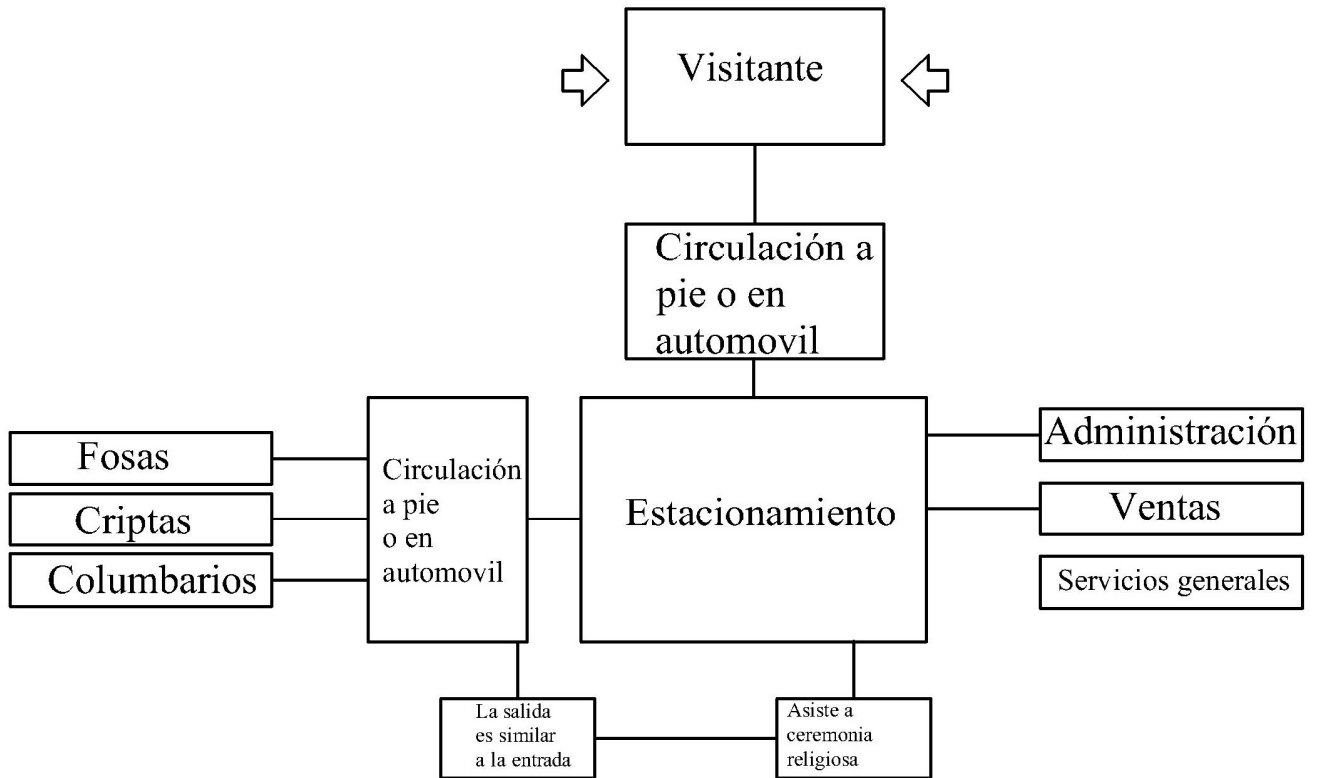 Visitante
Circulación a
pie o en
automovil
Fosas
Criptas
Columbarios
Circulación
a pie
o en
automovil
Estacionamiento
Administración
Ventas
Servicios generales
La salida
es similar
a la entrada
Asiste a
ceremonia
religiosa